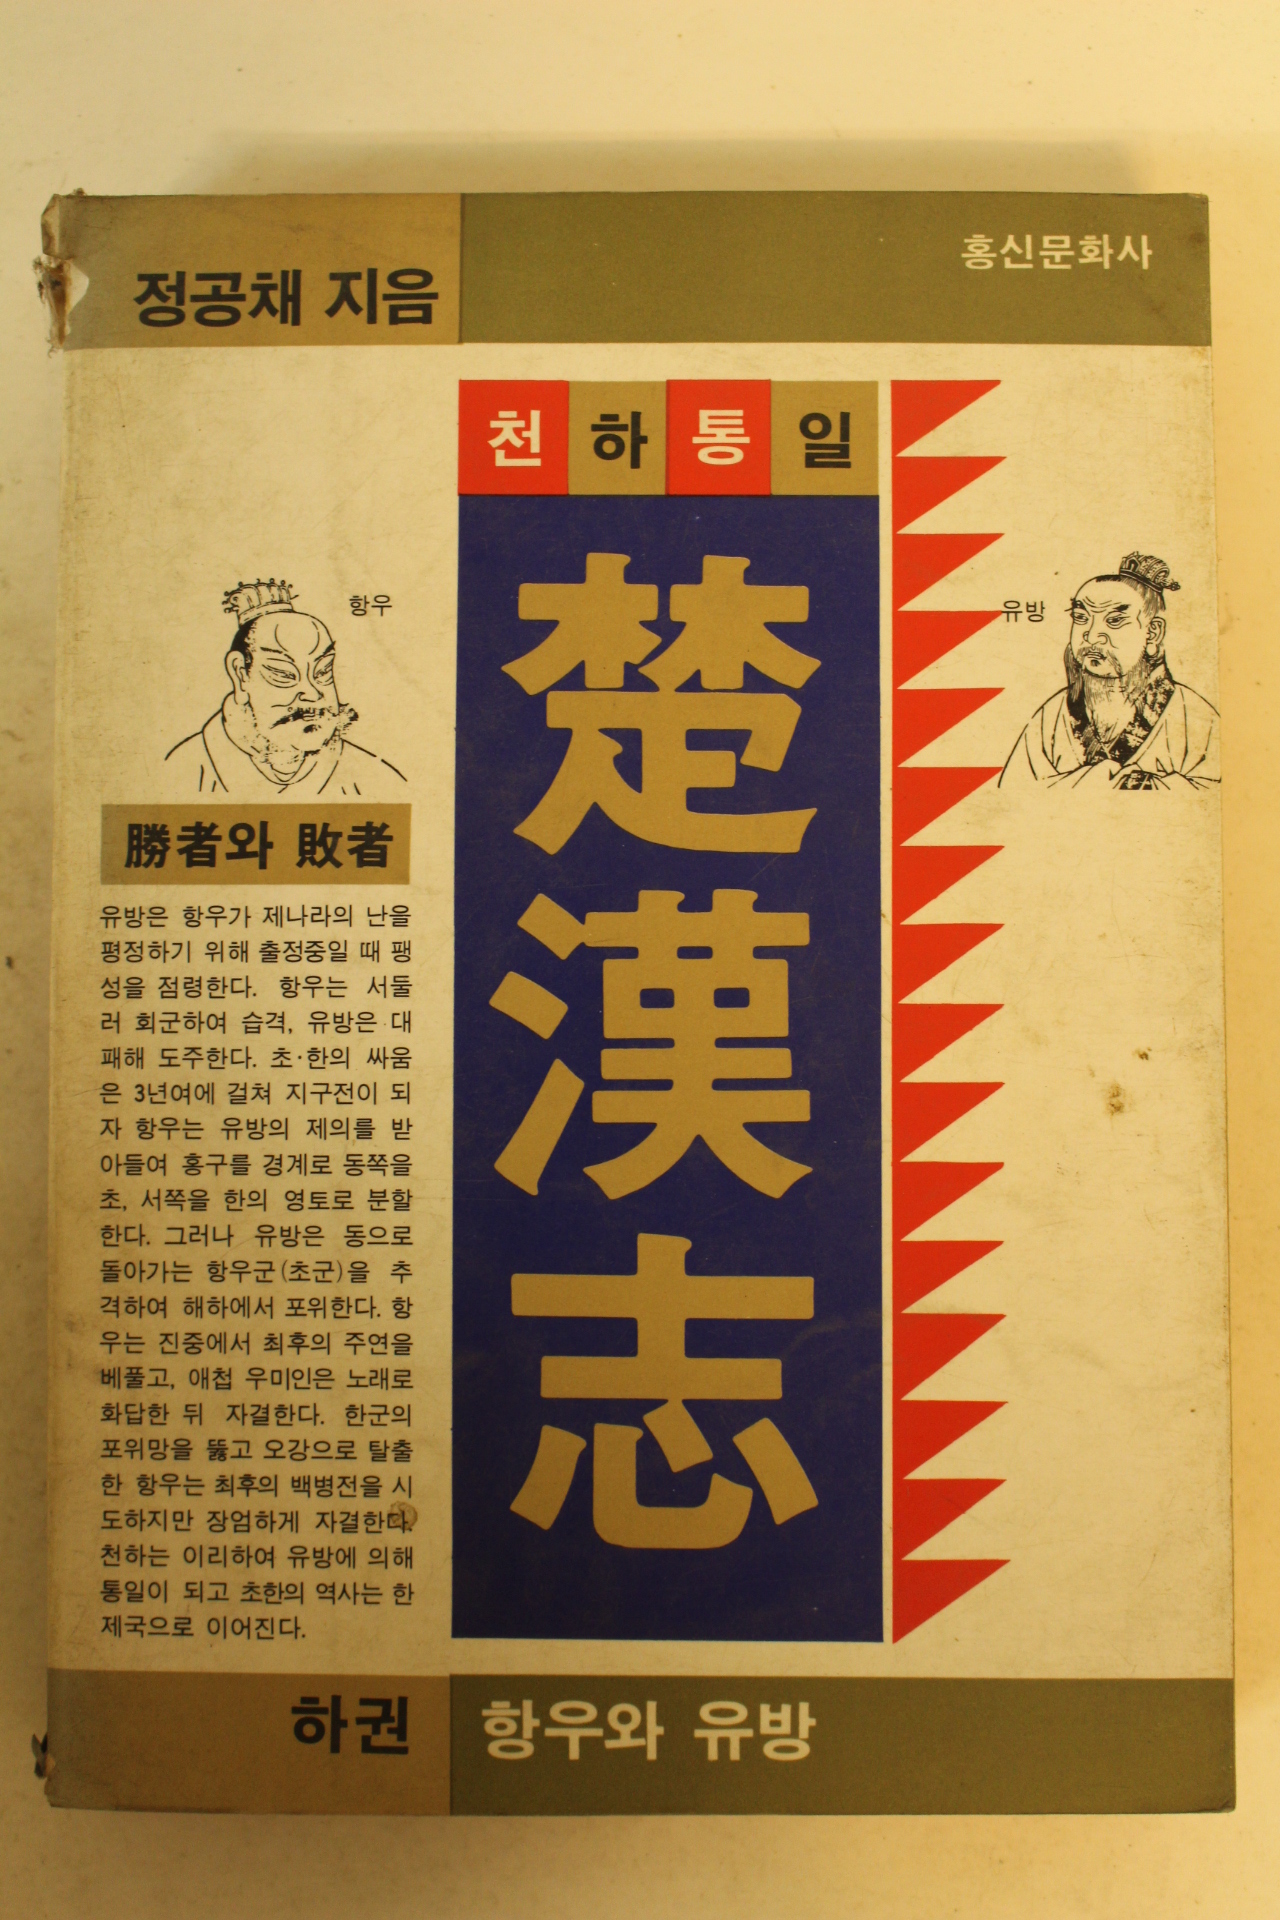 정공채 지음
홍신문화사
천하통일
楚漢志
항우
유방
勝者와 敗者
유방은 항우가 제나라의 난을
평정하기 위해 출정중일 때 팽
성을 점령한다. 항우는 서둘
러 회군하여 습격, 유방은 대
패해 도주한다. 초·한의 싸움
은 3년여에 걸쳐 지구전이 되
자 항우는 유방의 제의를 받
아들여 홍구를 경계로 동쪽을
초, 서쪽을 한의 영토로 분할
한다. 그러나 유방은 동으로
돌아가는 항우군(초군)을 추
격하여 해하에서 포위한다. 항
우는 진중에서 최후의 주연을
베풀고, 애첩 우미인은 노래로
화답한 뒤 자결한다. 한군의
포위망을 뚫고 오강으로 탈출
한 항우는 최후의 백병전을 시
도하지만 장엄하게 자결한다.
천하는 이리하여 유방에 의해
통일이 되고 초한의 역사는 한
제국으로 이어진다.
하권
항우와 유방